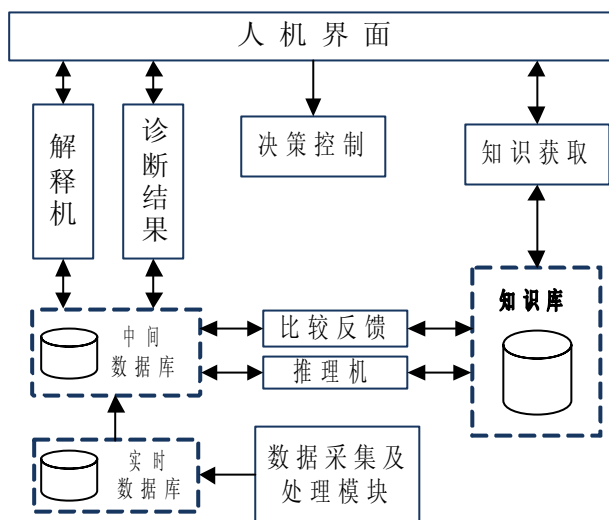 人机界面
解释机
诊断结果
决策控制
知识获取
知识库
中间
数据库
比较反馈
推理机
实时
数据库
数据采集及
处理模块